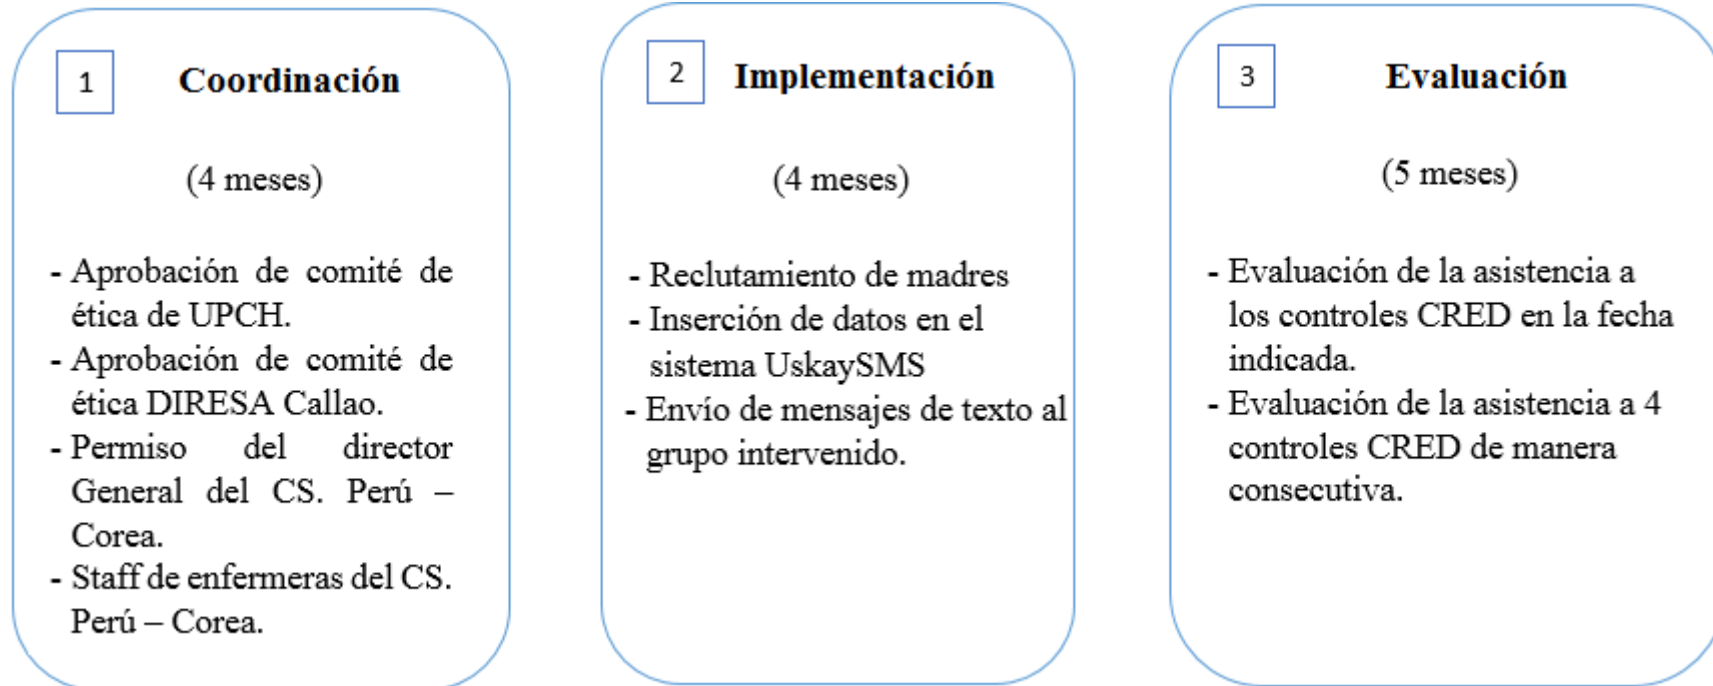 1
Coordinación
(4 meses)
- Aprobación de comité de
ética de UPCH.
- Aprobación de comité de
ética DIRESA Callao.
- Permiso del director
General del CS. Perú –
Corea.
- Staff de enfermeras del CS.
Perú – Corea.
2
Implementación
(4 meses)
- Reclutamiento de madres
- Inserción de datos en el
sistema UskaySMS
- Envío de mensajes de texto al
grupo intervenido.
3
Evaluación
(5 meses)
- Evaluación de la asistencia a
los controles CRED en la fecha
indicada.
- Evaluación de la asistencia a 4
controles CRED de manera
consecutiva.